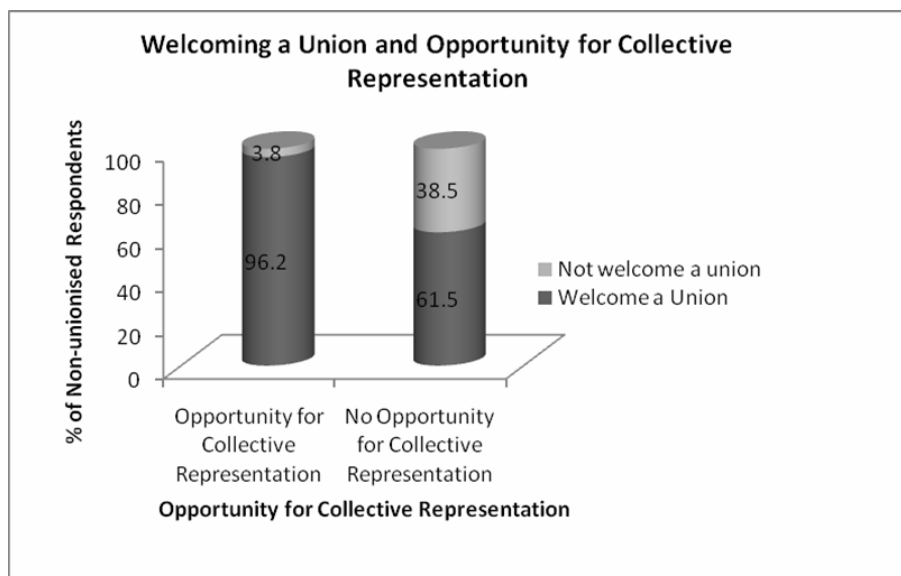 Welcoming a Union and Opportunity for Collective
Representation
% of Non-unionised Respondents
100
80
60
40
20
0
3.8
96.2
38.5
61.5
Not welcome a union
Welcome a Union
Opportunity for
Collective
Representation
No Opportunity
for Collective
Representation
Opportunity for Collective Representation